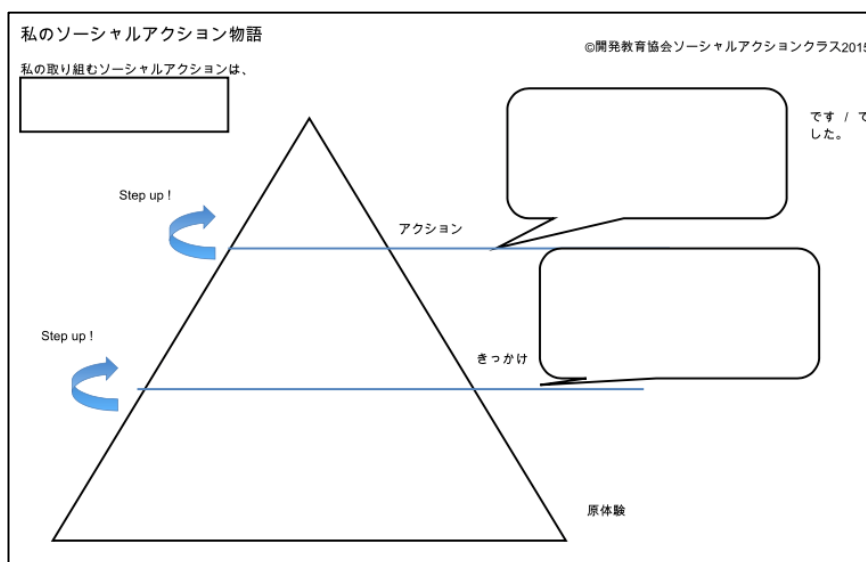 私のソーシャルアクション物語
©開発教育協会ソーシャルアクションクラス2015
私の取り組むソーシャルアクションは、
です / で
した。
Step up !
アクション
Step up !
きっかけ
原体験